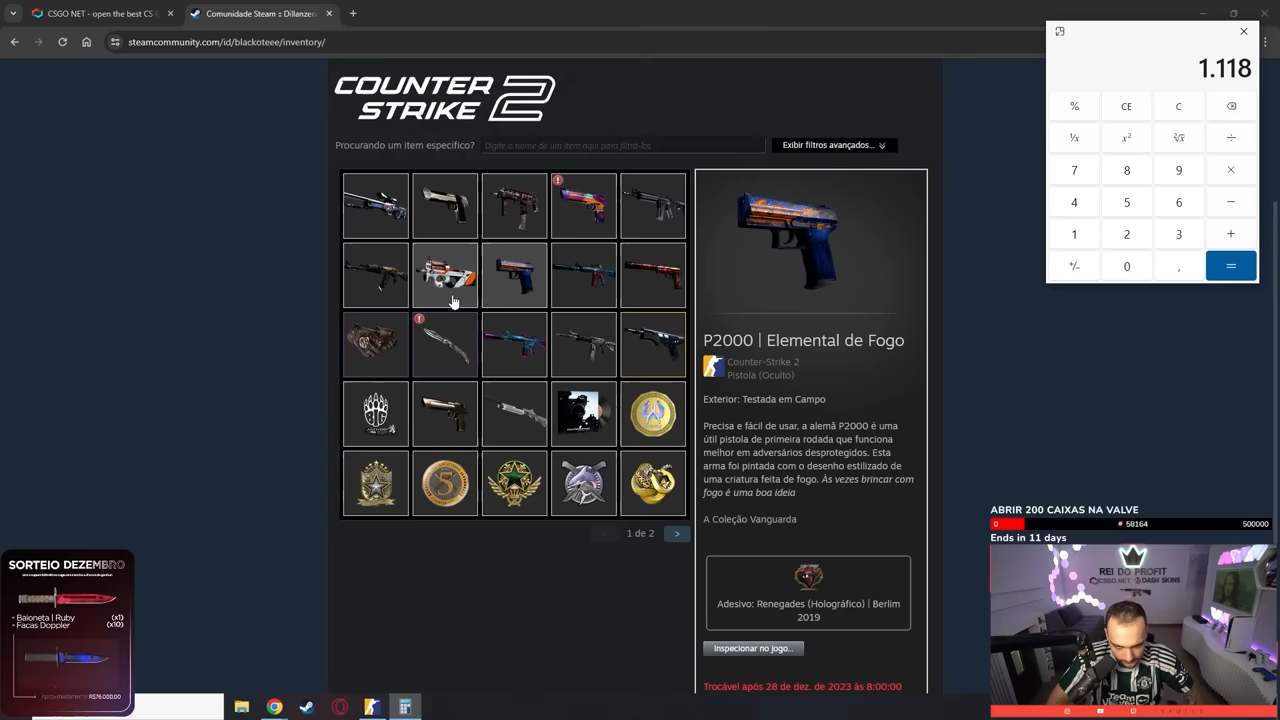 CSGO NET - open the best CS
Comunidade Steam :: Dillanzera
steamcommunity.com/id/blackoteee/inventory/
COUNTER
STRIKE 2
Procurando um item específico?
Digite o nome de um item aqui para filtrá-los
Exibir filtros avançados...
1.118
% CE C
¹/x x² ²√x ÷
7 8 9 ×
4 5 6 −
1 2 3 +
+/− 0 , =
P2000 | Elemental de Fogo
Counter-Strike 2
Pistola (Oculto)
Exterior: Testada em Campo
Precisa e fácil de usar, a alemã P2000 é uma
útil pistola de primeira rodada que funciona
melhor em adversários desprotegidos. Esta
arma foi pintada com o desenho estilizado de
uma criatura feita de fogo. Às vezes brincar com
fogo é uma boa ideia
A Coleção Vanguarda
Adesivo: Renegades (Holográfico) | Berlim
2019
Inspecionar no jogo...
Trocável após 28 de dez. de 2023 às 8:00:00
5
< 1 de 2 >
SORTEIO DEZEMBRO
• Baioneta | Ruby (x1)
• Facas Doppler (x10)
Aproximadamente R$76.000,00
ABRIR 200 CAIXAS NA VALVE
0 58164 500000
Ends in 11 days
REI DO PROFIT
CSGO.NET DASH SKINS